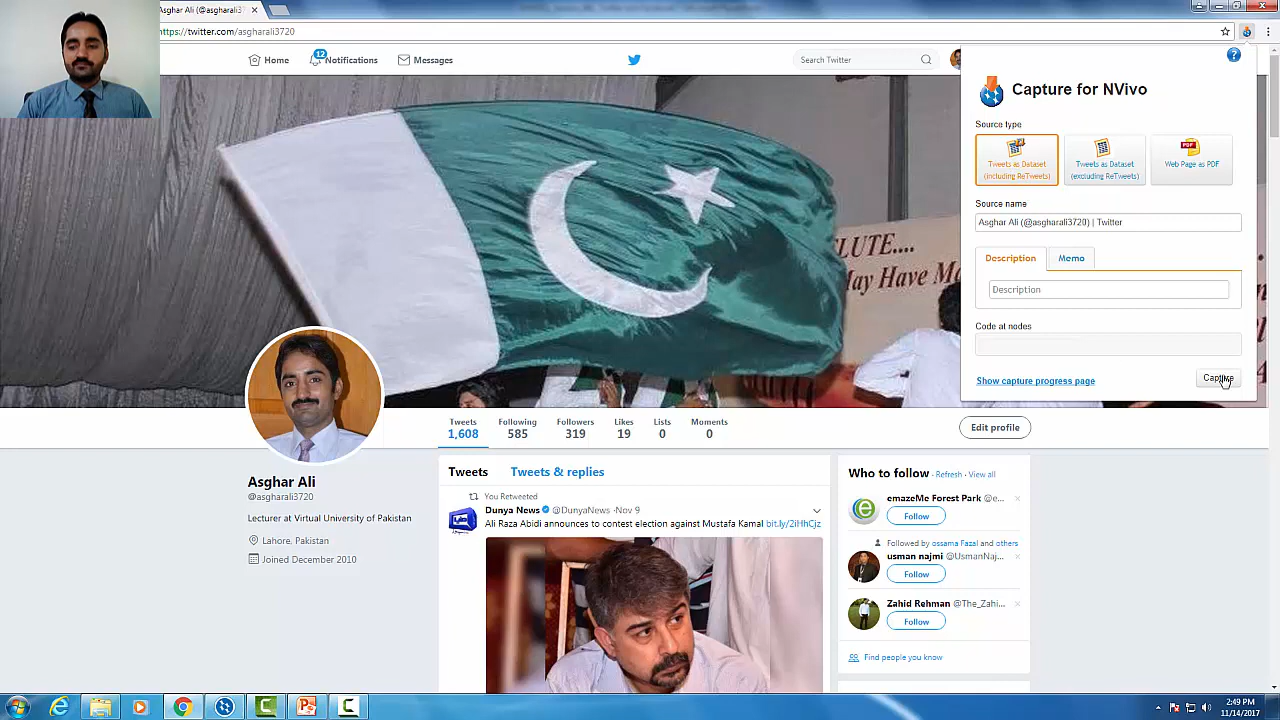 Asghar Ali (@asgharali3
https://twitter.com/asgharali3720
Home
12
Notifications
Messages
Search Twitter
?
Capture for NVivo
Source type
Tweets as Dataset
(including ReTweets)
Tweets as Dataset
(excluding ReTweets)
PDF
Web Page as PDF
Source name
Asghar Ali (@asgharali3720) | Twitter
Description
Memo
Description
Code at nodes
Show capture progress page
Capture
LUTE....
May Have
Tweets
1,608
Following
585
Followers
319
Likes
19
Lists
0
Moments
0
Edit profile
Asghar Ali
@asgharali3720
Lecturer at Virtual University of Pakistan
Lahore, Pakistan
Joined December 2010
Tweets
Tweets & replies
You Retweeted
Dunya News @DunyaNews · Nov 9
Ali Raza Abidi announces to contest election against Mustafa Kamal bit.ly/2iHhCjz
Who to follow · Refresh · View all
emazeMe Forest Park @e...
Follow
Followed by ossama Fazal and others
usman najmi @UsmanNaj...
Follow
Zahid Rehman @The_Zahi...
Follow
Find people you know
2:49 PM
11/14/2017